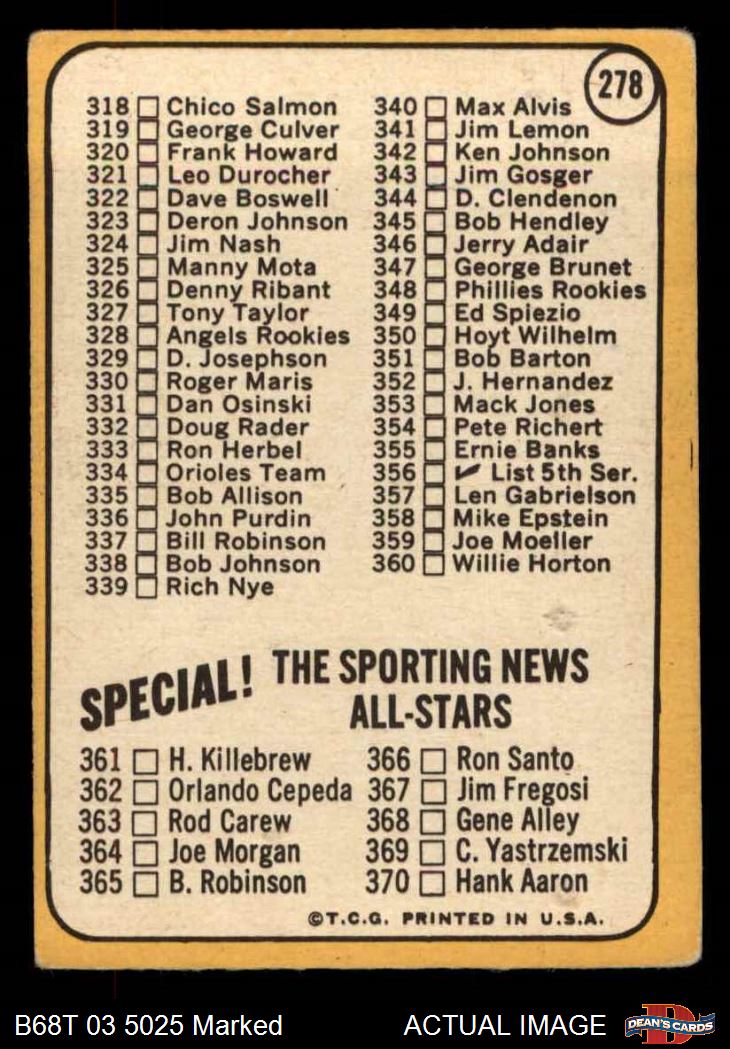 278
318 Chico Salmon
319 George Culver
320 Frank Howard
321 Leo Durocher
322 Dave Boswell
323 Deron Johnson
324 Jim Nash
325 Manny Mota
326 Denny Ribant
327 Tony Taylor
328 Angels Rookies
329 D. Josephson
330 Roger Maris
331 Dan Osinski
332 Doug Rader
333 Ron Herbel
334 Orioles Team
335 Bob Allison
336 John Purdin
337 Bill Robinson
338 Bob Johnson
339 Rich Nye
340 Max Alvis
341 Jim Lemon
342 Ken Johnson
343 Jim Gosger
344 D. Clendenon
345 Bob Hendley
346 Jerry Adair
347 George Brunet
348 Phillies Rookies
349 Ed Spiezio
350 Hoyt Wilhelm
351 Bob Barton
352 J. Hernandez
353 Mack Jones
354 Pete Richert
355 Ernie Banks
356 ✔ List 5th Ser.
357 Len Gabrielson
358 Mike Epstein
359 Joe Moeller
360 Willie Horton
SPECIAL! THE SPORTING NEWS
ALL-STARS
361 H. Killebrew
362 Orlando Cepeda
363 Rod Carew
364 Joe Morgan
365 B. Robinson
366 Ron Santo
367 Jim Fregosi
368 Gene Alley
369 C. Yastrzemski
370 Hank Aaron
©T.C.G. PRINTED IN U.S.A.
B68T 03 5025 Marked
ACTUAL IMAGE
DEAN'S CARDS